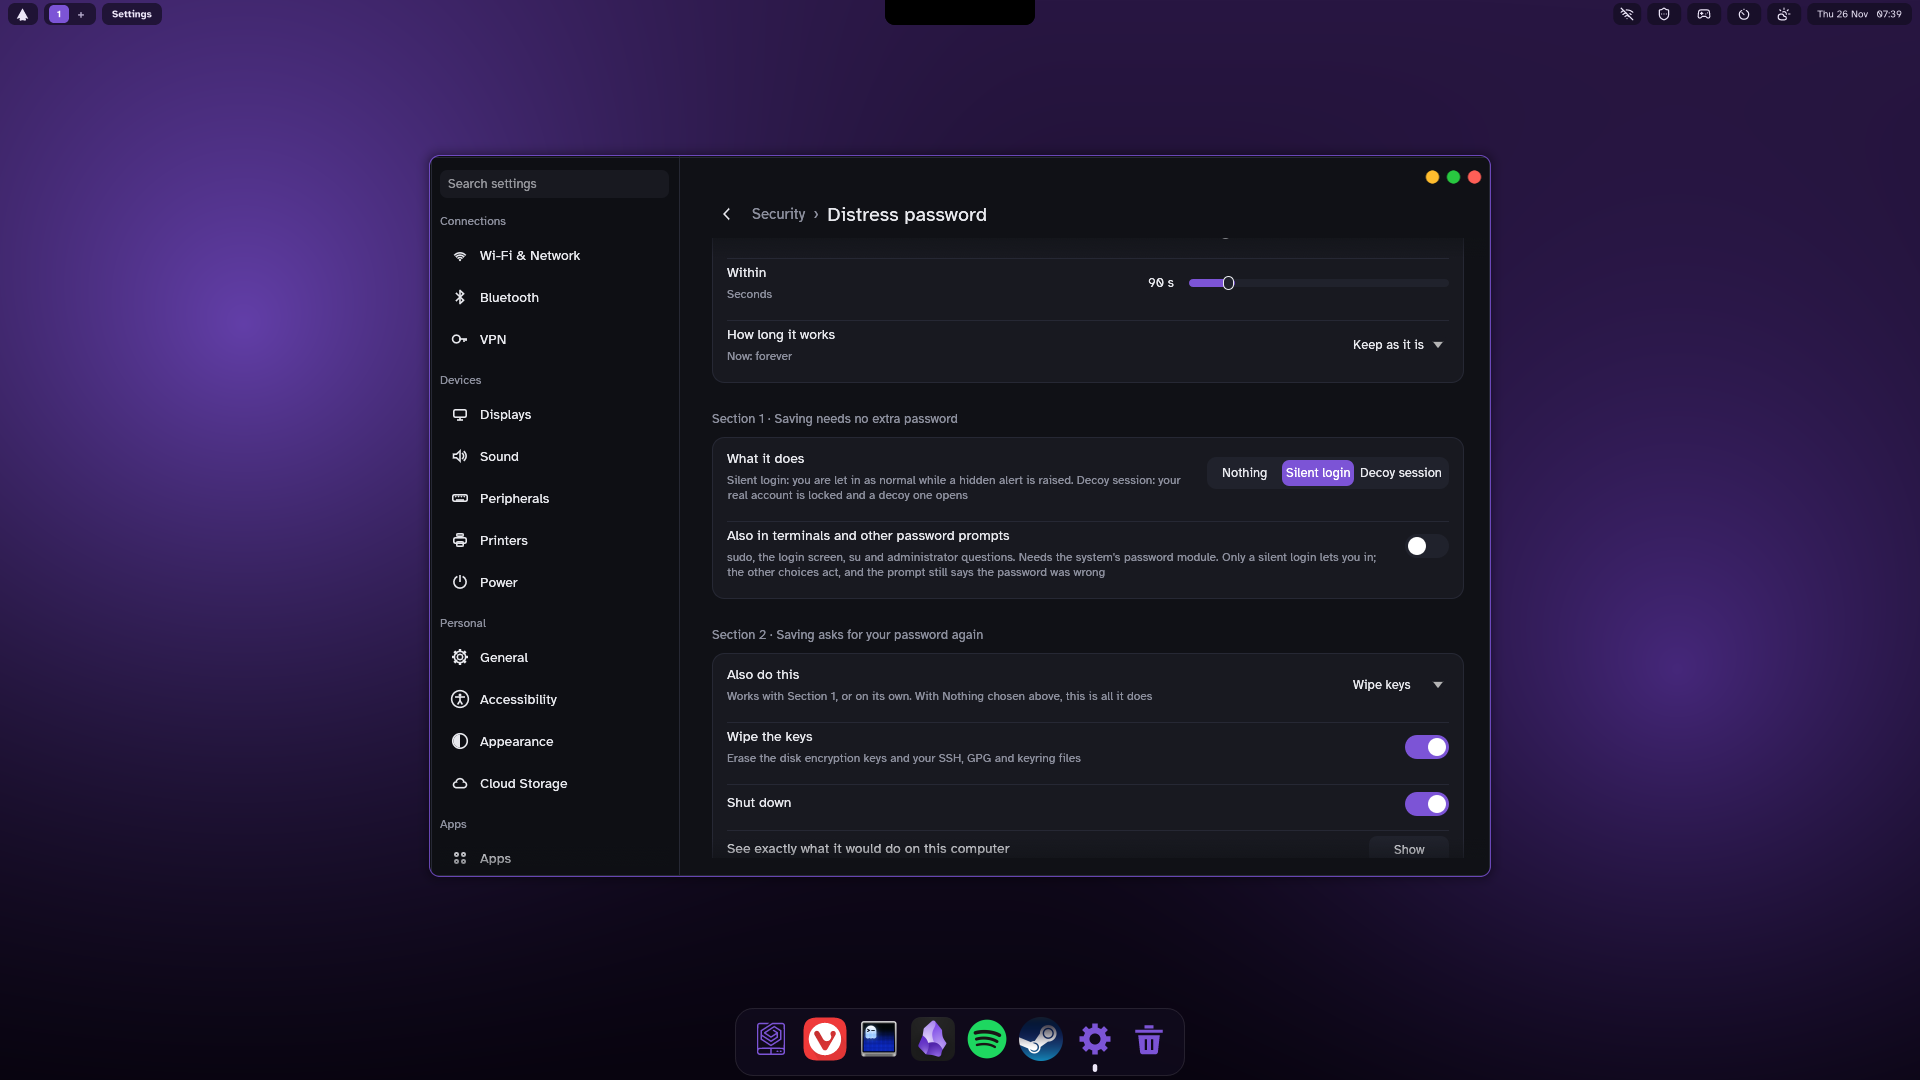 1
+
Settings
Thu 26 Nov 07:39
Search settings
Connections
Wi-Fi & Network
Bluetooth
VPN
Devices
Displays
Sound
Peripherals
Printers
Power
Personal
General
Accessibility
Appearance
Cloud Storage
Apps
Apps
Security › Distress password
Within
Seconds
90 s
How long it works
Now: forever
Keep as it is
Section 1 · Saving needs no extra password
What it does
Silent login: you are let in as normal while a hidden alert is raised. Decoy session: your
real account is locked and a decoy one opens
Nothing
Silent login
Decoy session
Also in terminals and other password prompts
sudo, the login screen, su and administrator questions. Needs the system's password module. Only a silent login lets you in;
the other choices act, and the prompt still says the password was wrong
Section 2 · Saving asks for your password again
Also do this
Works with Section 1, or on its own. With Nothing chosen above, this is all it does
Wipe keys
Wipe the keys
Erase the disk encryption keys and your SSH, GPG and keyring files
Shut down
See exactly what it would do on this computer
Show